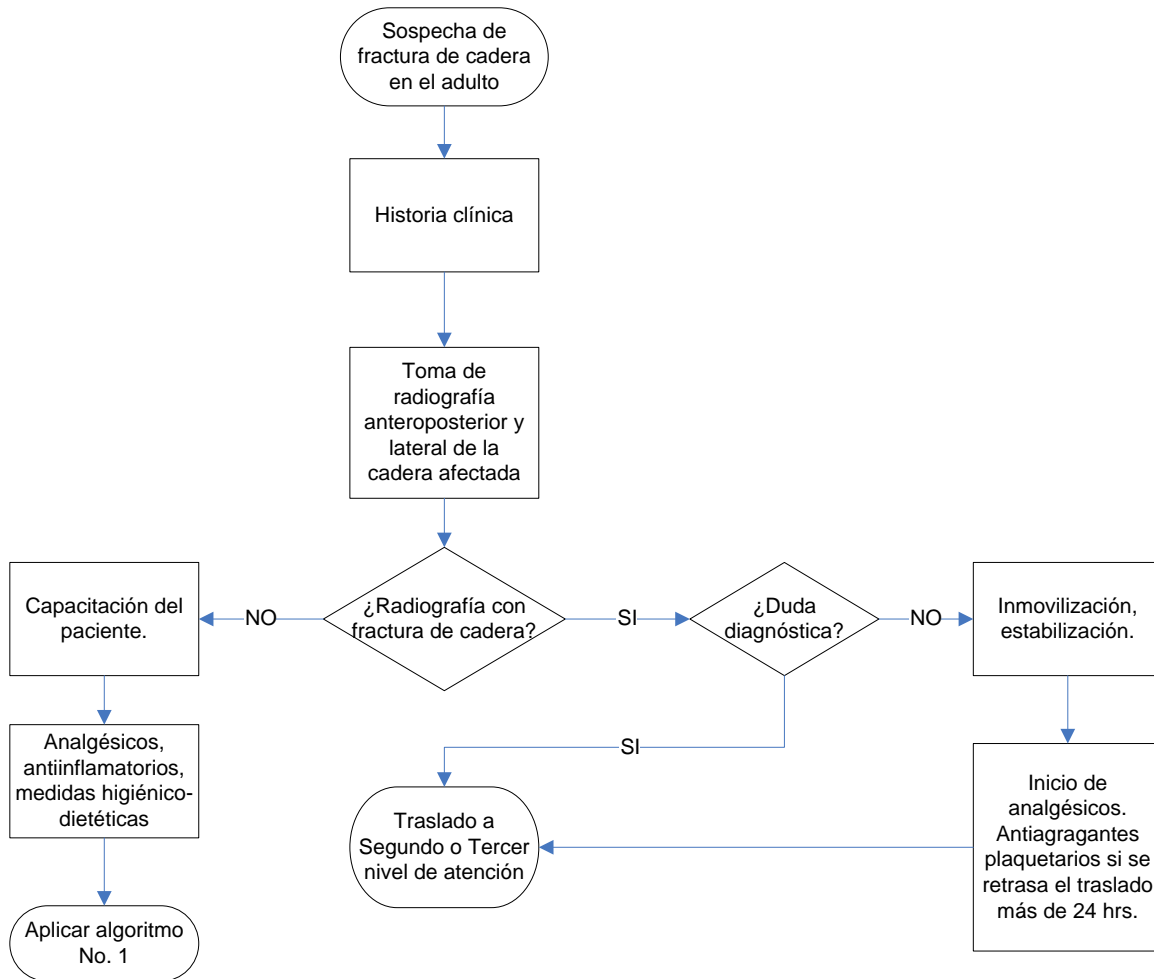 Sospecha de
fractura de cadera
en el adulto
Historia clínica
Toma de
radiografía
anteroposterior y
lateral de la
cadera afectada
¿Radiografía con
fractura de cadera?
NO
SI
Capacitación del
paciente.
Analgésicos,
antiinflamatorios,
medidas higiénico-
dietéticas
Aplicar algoritmo
No. 1
¿Duda
diagnóstica?
NO
SI
Inmovilización,
estabilización.
Inicio de
analgésicos.
Antiagragantes
plaquetarios si se
retrasa el traslado
más de 24 hrs.
Traslado a
Segundo o Tercer
nivel de atención